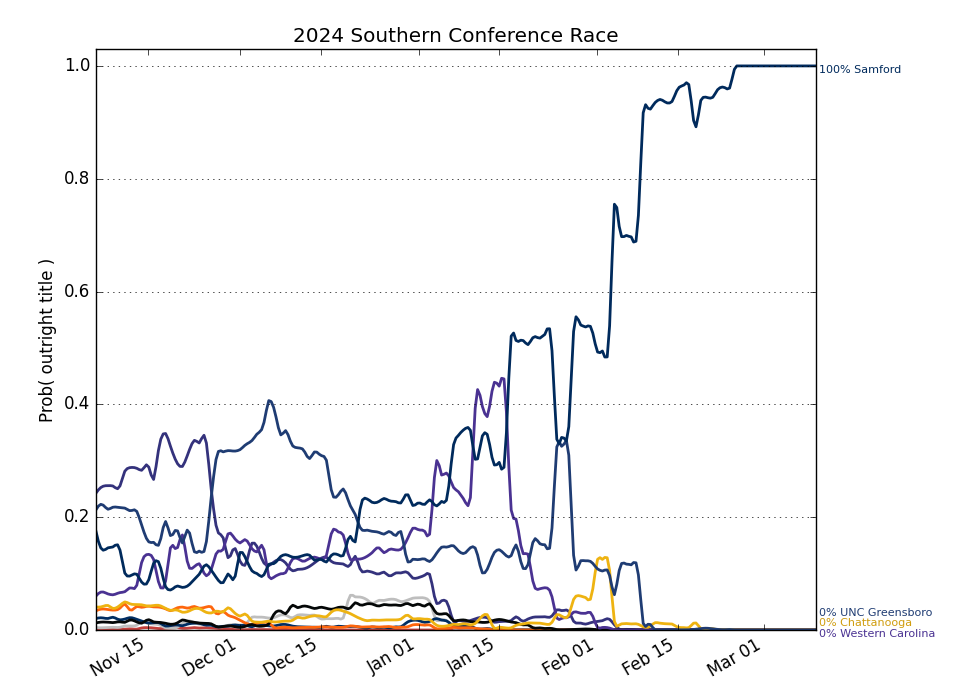 2024 Southern Conference Race
Prob( outright title )
1.0
0.8
0.6
0.4
0.2
0.0
Nov 15
Dec 01
Dec 15
Jan 01
Jan 15
Feb 01
Feb 15
Mar 01
100% Samford
0% UNC Greensboro
0% Chattanooga
0% Western Carolina